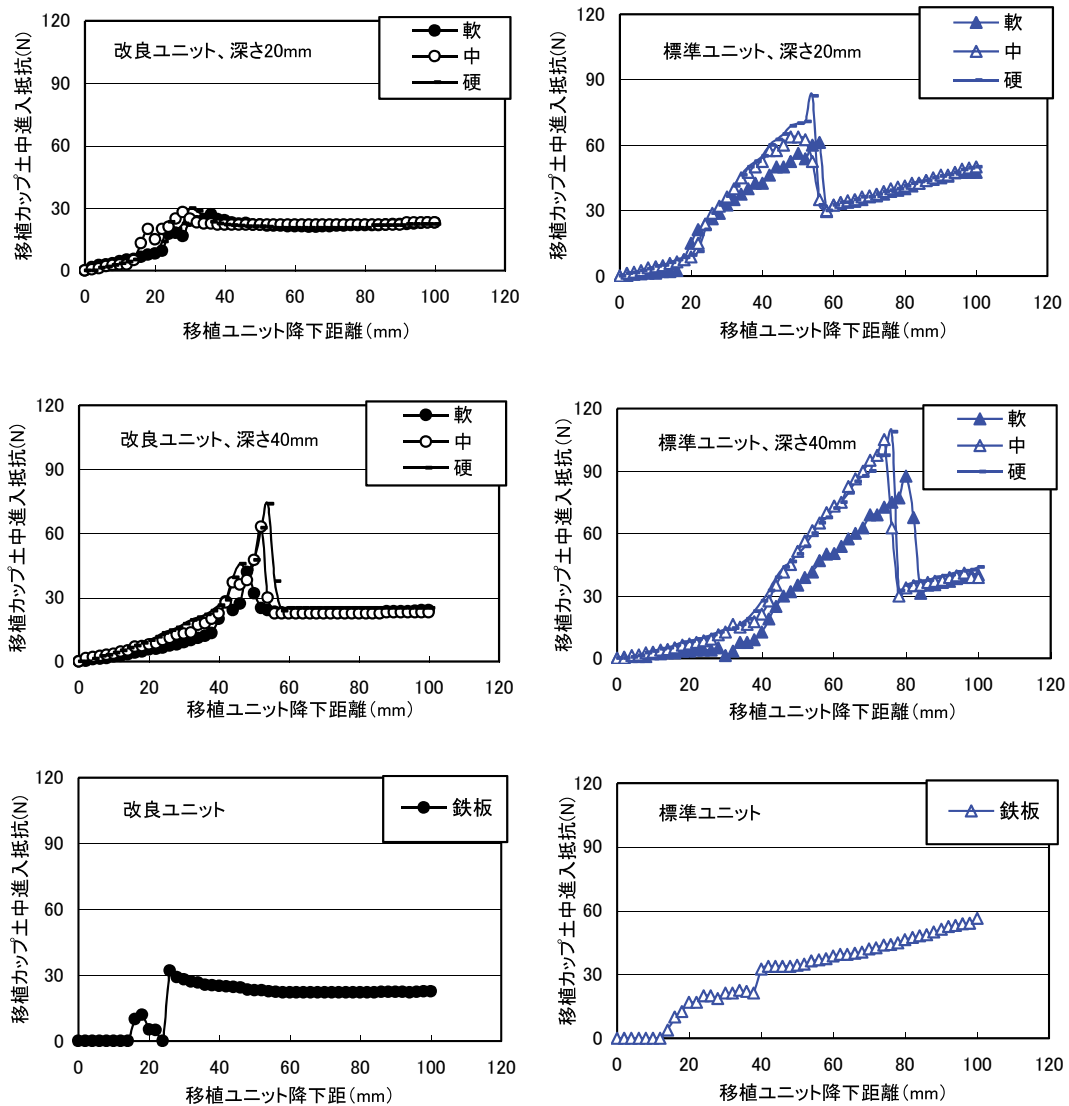 移植カップ土中進入抵抗(N)
120
90
60
30
0
改良ユニット、深さ20mm
軟
中
硬
0 20 40 60 80 100 120
移植ユニット降下距離(mm)
移植カップ土中進入抵抗(N)
120
90
60
30
0
標準ユニット、深さ20mm
軟
中
硬
0 20 40 60 80 100 120
移植ユニット降下距離(mm)
移植カップ土中進入抵抗(N)
120
90
60
30
0
改良ユニット、深さ40mm
軟
中
硬
0 20 40 60 80 100 120
移植ユニット降下距離(mm)
移植カップ土中進入抵抗(N)
120
90
60
30
0
標準ユニット、深さ40mm
軟
中
硬
0 20 40 60 80 100 120
移植ユニット降下距離(mm)
移植カップ土中進入抵抗(N)
120
90
60
30
0
改良ユニット
鉄板
0 20 40 60 80 100 120
移植ユニット降下距(mm)
移植カップ土中進入抵抗(N)
120
90
60
30
0
標準ユニット
鉄板
0 20 40 60 80 100 120
移植ユニット降下距離(mm)